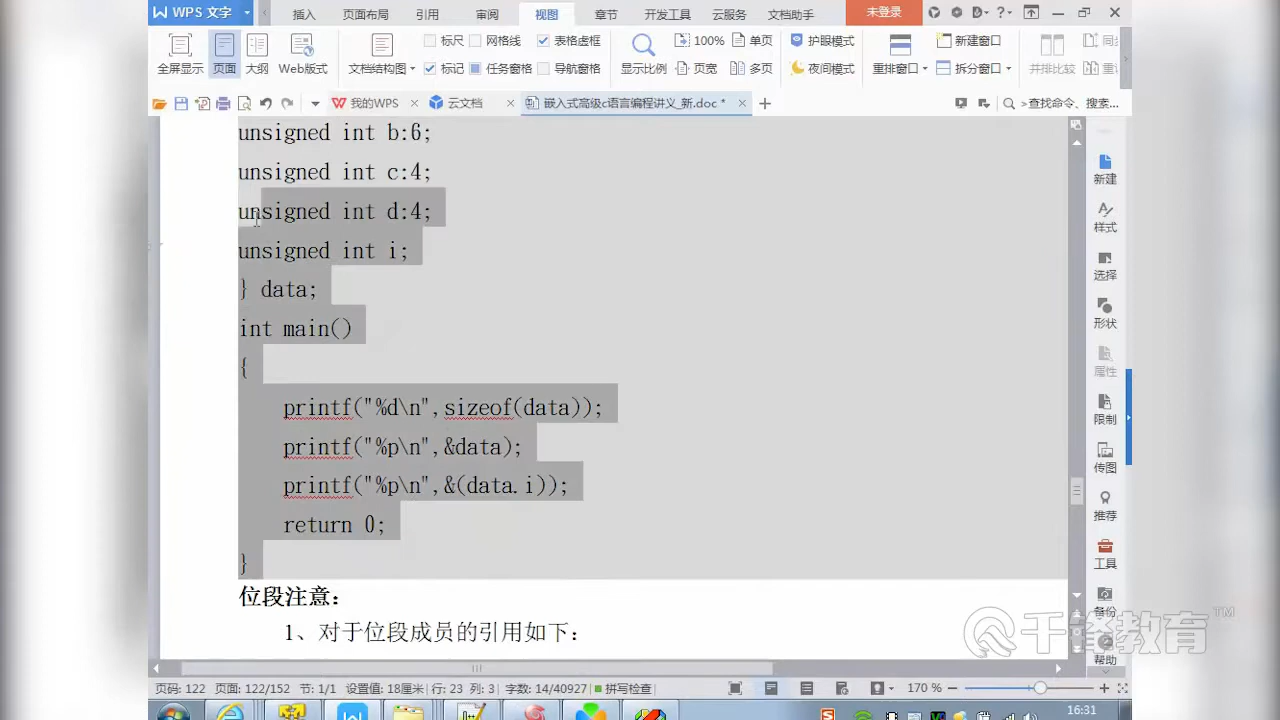 WPS 文字
插入
页面布局
引用
审阅
视图
章节
开发工具
云服务
文档助手
未登录
全屏显示
页面
大纲
Web版式
文档结构图
标尺
网格线
表格虚框
标记
任务窗格
导航窗格
显示比例
100%
单页
页宽
多页
护眼模式
夜间模式
重排窗口
新建窗口
拆分窗口
并排比较
我的WPS
云文档
嵌入式高级c语言编程讲义_新.doc *
>查找命令、搜索...
unsigned int b:6;
unsigned int c:4;
unsigned int d:4;
unsigned int i;
} data;
int main()
{
printf("%d\n",sizeof(data));
printf("%p\n",&data);
printf("%p\n",&(data.i));
return 0;
}
位段注意：
1、对于位段成员的引用如下：
新建
样式
选择
形状
属性
限制
传图
推荐
工具
备份
帮助
千锋教育™
页码: 122 页面: 122/152 节: 1/1 设置值: 18厘米 行: 23 列: 3 字数: 14/40927 拼写检查
170 %
16:31